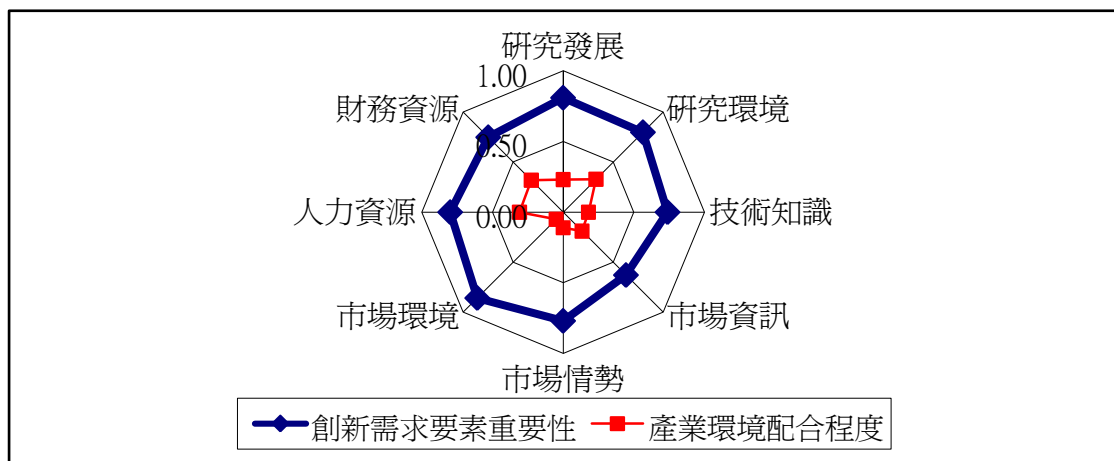 研究發展
1.00
財務資源
研究環境
0.50
人力資源
0.00
技術知識
市場環境
市場資訊
市場情勢
創新需求要素重要性
產業環境配合程度